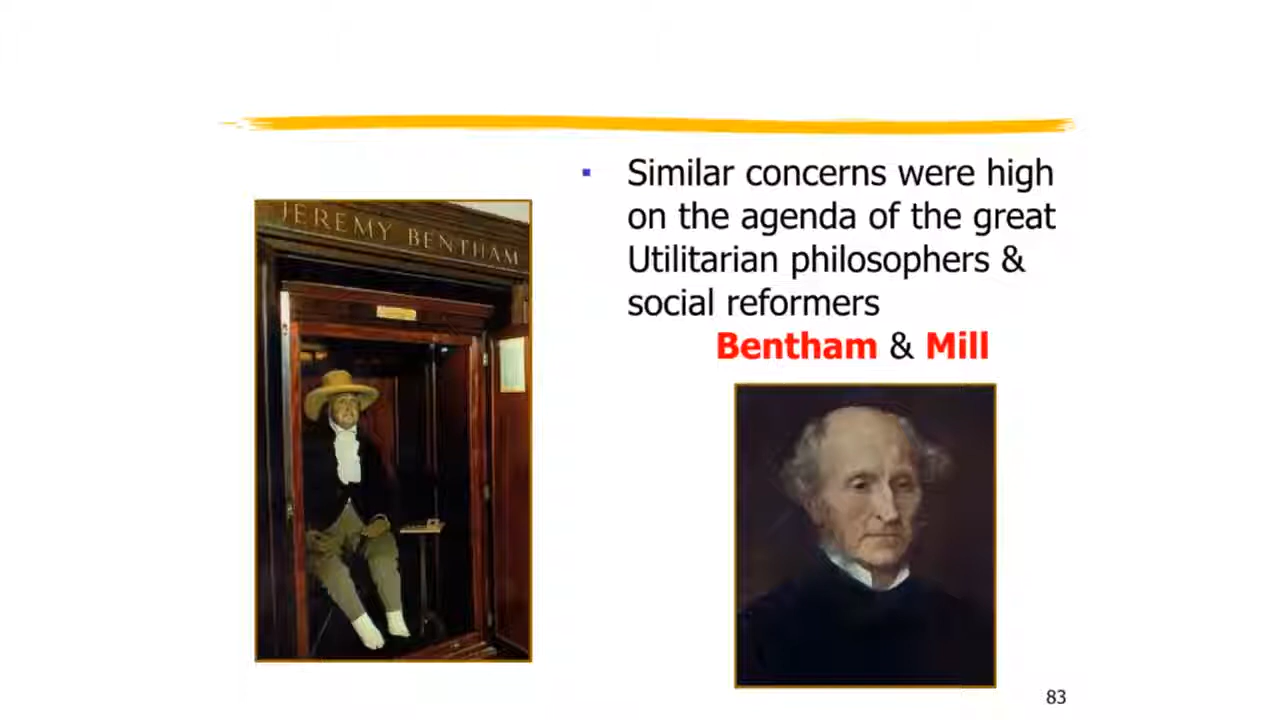 JEREMY BENTHAM
▪ Similar concerns were high
on the agenda of the great
Utilitarian philosophers &
social reformers
Bentham & Mill
83